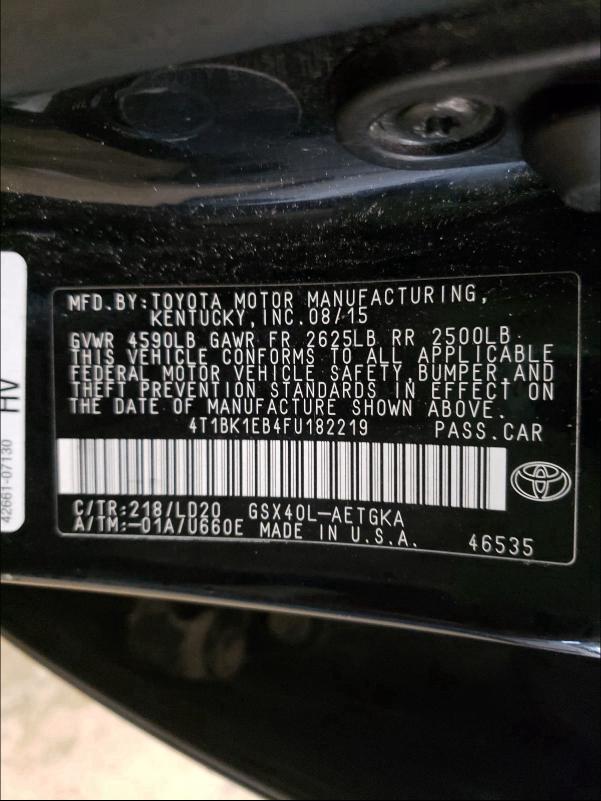 MFD.BY:TOYOTA MOTOR MANUFACTURING,
KENTUCKY,INC.08/15
GVWR 4590LB GAWR FR 2625LB RR 2500LB
THIS VEHICLE CONFORMS TO ALL APPLICABLE
FEDERAL MOTOR VEHICLE SAFETY,BUMPER,AND
THEFT PREVENTION STANDARDS IN EFFECT ON
THE DATE OF MANUFACTURE SHOWN ABOVE.
4T1BK1EB4FU182219 PASS.CAR
C/TR:218/LD20 GSX40L-AETGKA
A/TM:-01A/U660E MADE IN U.S.A. 46535
42661-07130 HV